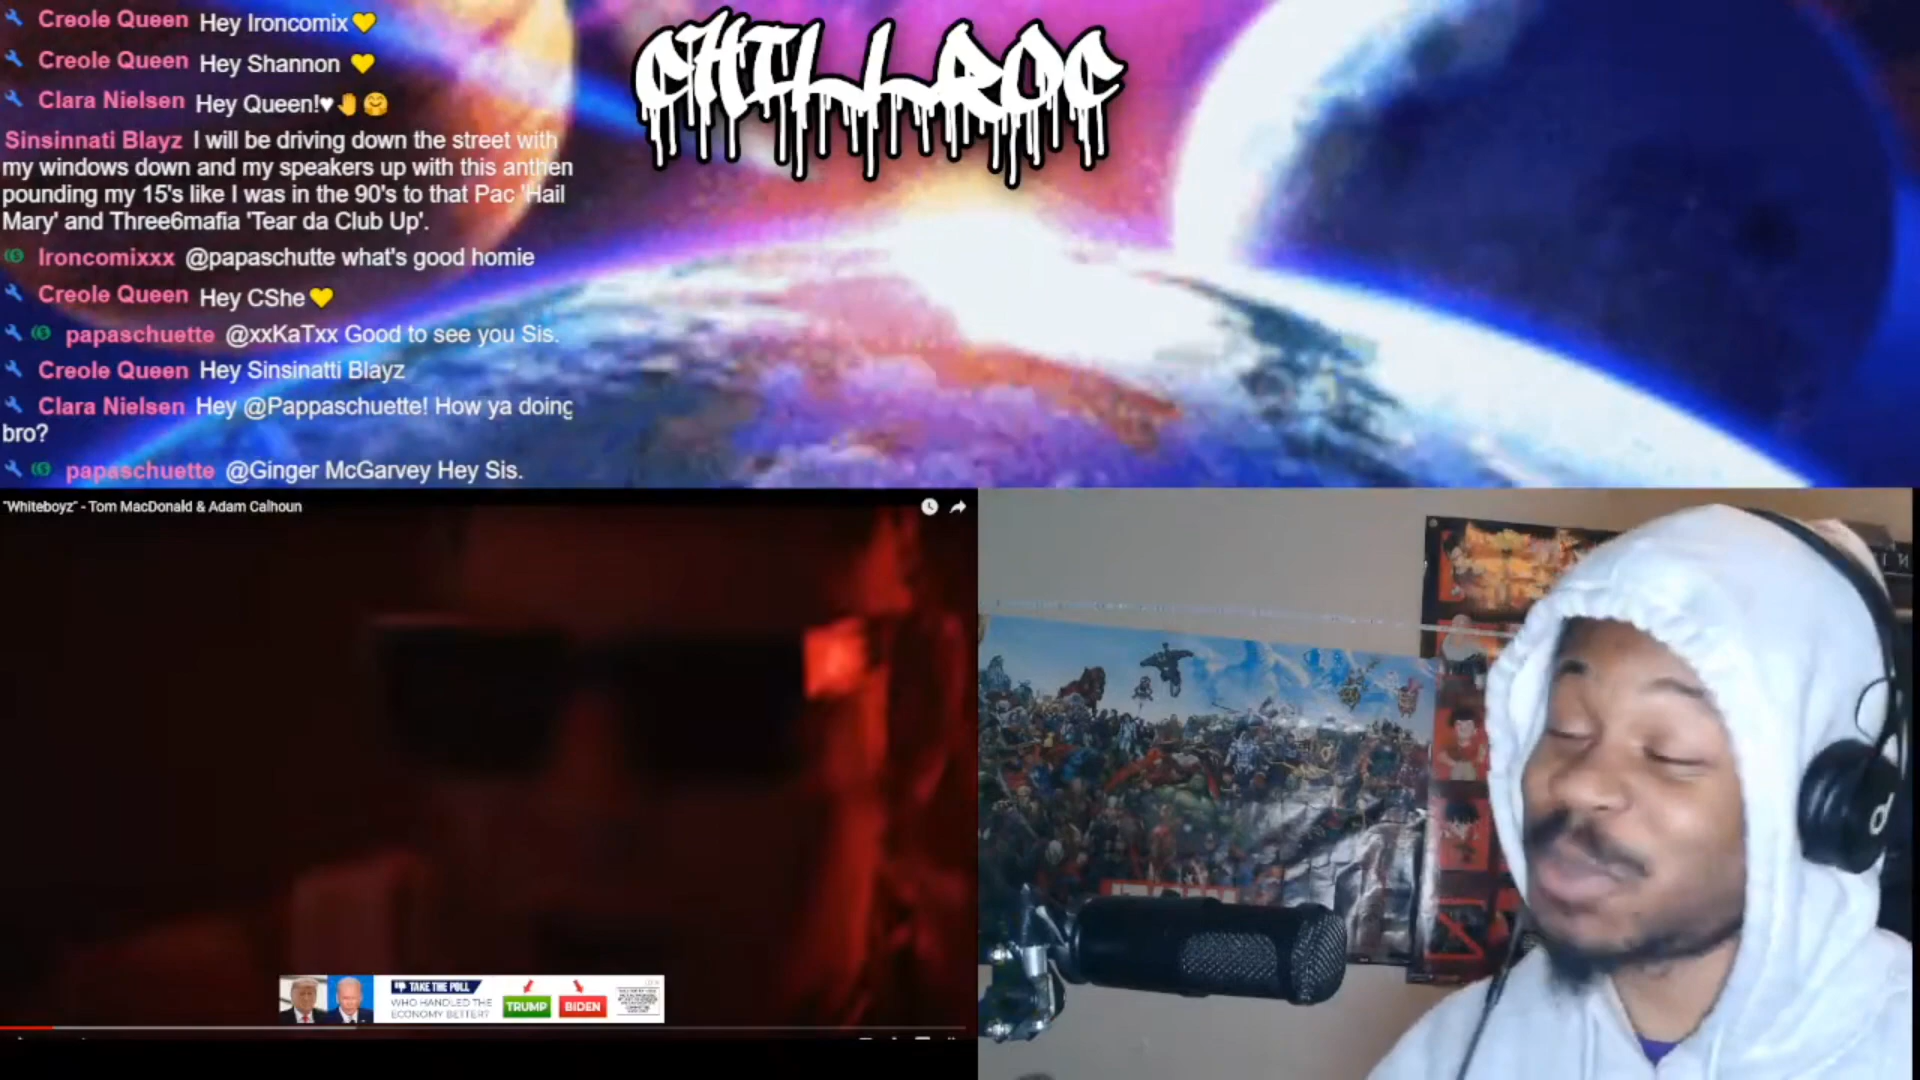 Creole Queen Hey Ironcomix💛
Creole Queen Hey Shannon 💛
Clara Nielsen Hey Queen!♥🤚🤗
Sinsinnati Blayz I will be driving down the street with
my windows down and my speakers up with this anthen
pounding my 15's like I was in the 90's to that Pac 'Hail
Mary' and Three6mafia 'Tear da Club Up'.
Ironcomixxx @papaschutte what's good homie
Creole Queen Hey CShe💛
papaschuette @xxKaTxx Good to see you Sis.
Creole Queen Hey Sinsinatti Blayz
Clara Nielsen Hey @Pappaschuette! How ya doing
bro?
papaschuette @Ginger McGarvey Hey Sis.
CHILLROC
"Whiteboyz" - Tom MacDonald & Adam Calhoun
TAKE THE POLL
WHO HANDLED THE
ECONOMY BETTER?
TRUMP
BIDEN